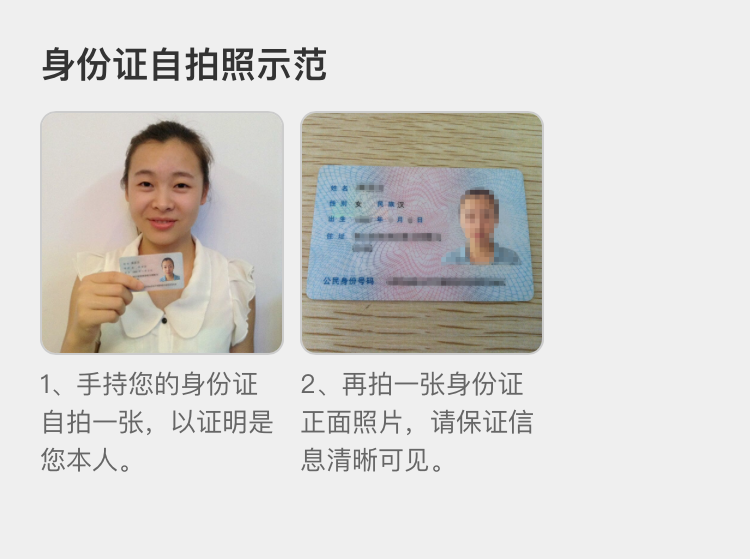 身份证自拍照示范
姓名
性别 女 民族 汉
出生 年 月 日
住址
公民身份号码
1、手持您的身份证
自拍一张，以证明是
您本人。
2、再拍一张身份证
正面照片，请保证信
息清晰可见。